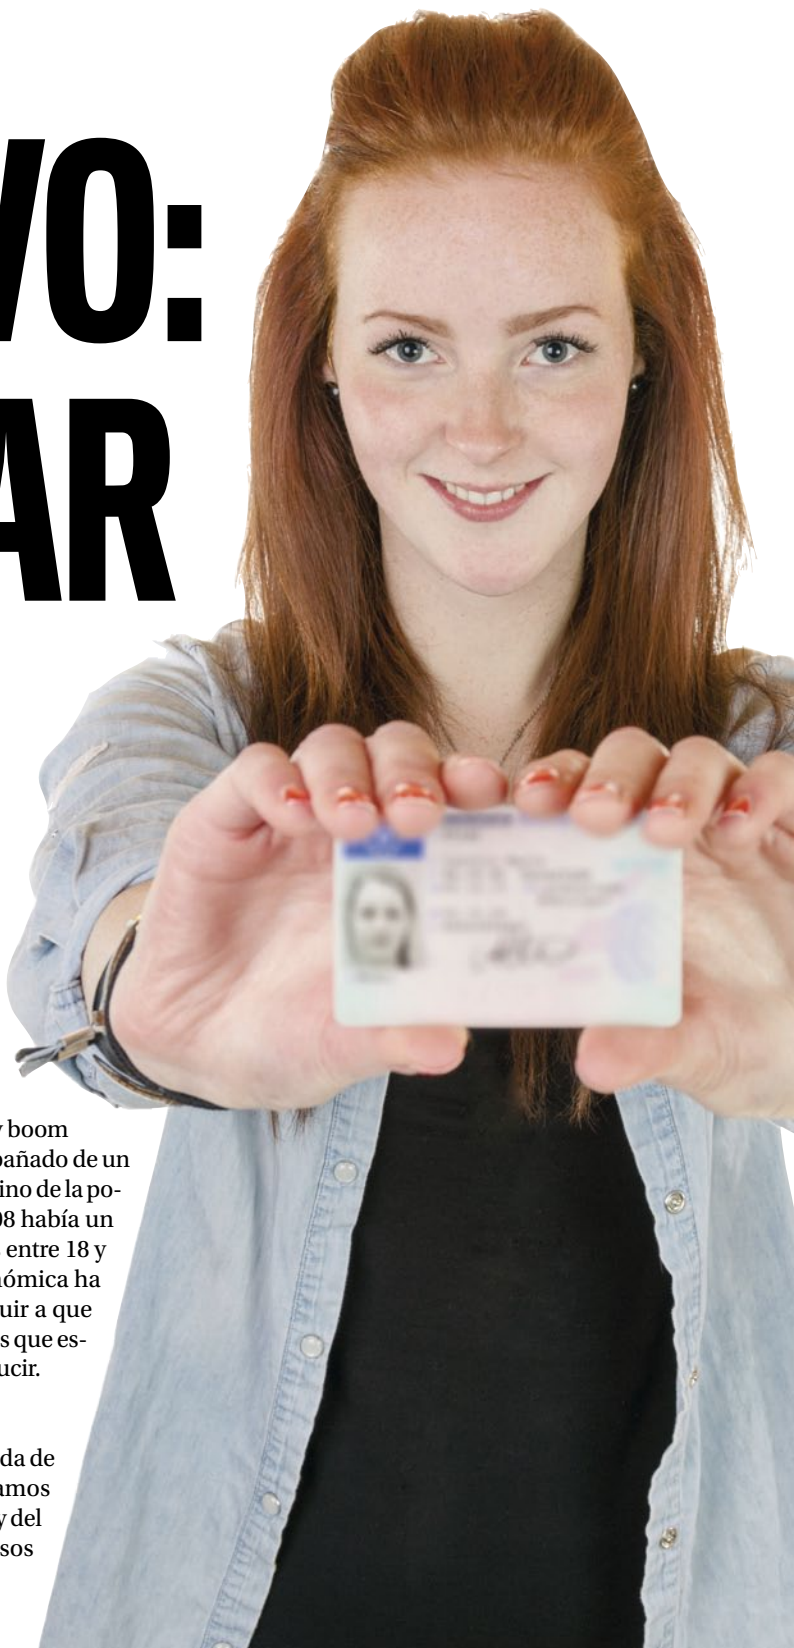 VO:
AR
y boom
pañado de un
ino de la po-
08 había un
s entre 18 y
nómica ha
uir a que
s que es-
ucir.
da de
amos
y del
sos